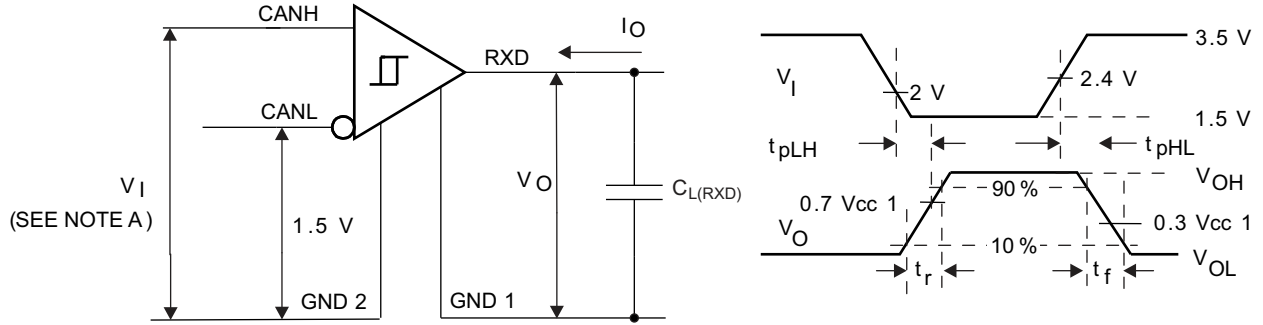 CANH
I_O
RXD
CANL
V_I
(SEE NOTE A)
1.5 V
V_O
C_L(RXD)
GND 2
GND 1
3.5 V
V_I
2 V
2.4 V
1.5 V
t_pLH
t_pHL
V_OH
90 %
0.7 Vcc 1
0.3 Vcc 1
V_O
10 %
V_OL
t_r
t_f